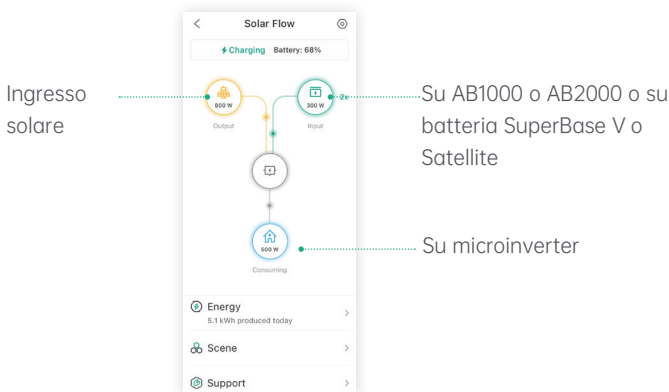 Solar Flow
Charging Battery: 68%
Ingresso
solare
800 W
Output
300 W
2x
Input
Su AB1000 o AB2000 o su
batteria SuperBase V o
Satellite
500 W
Consuming
Su microinverter
Energy
5.1 kWh produced today
Scene
Support